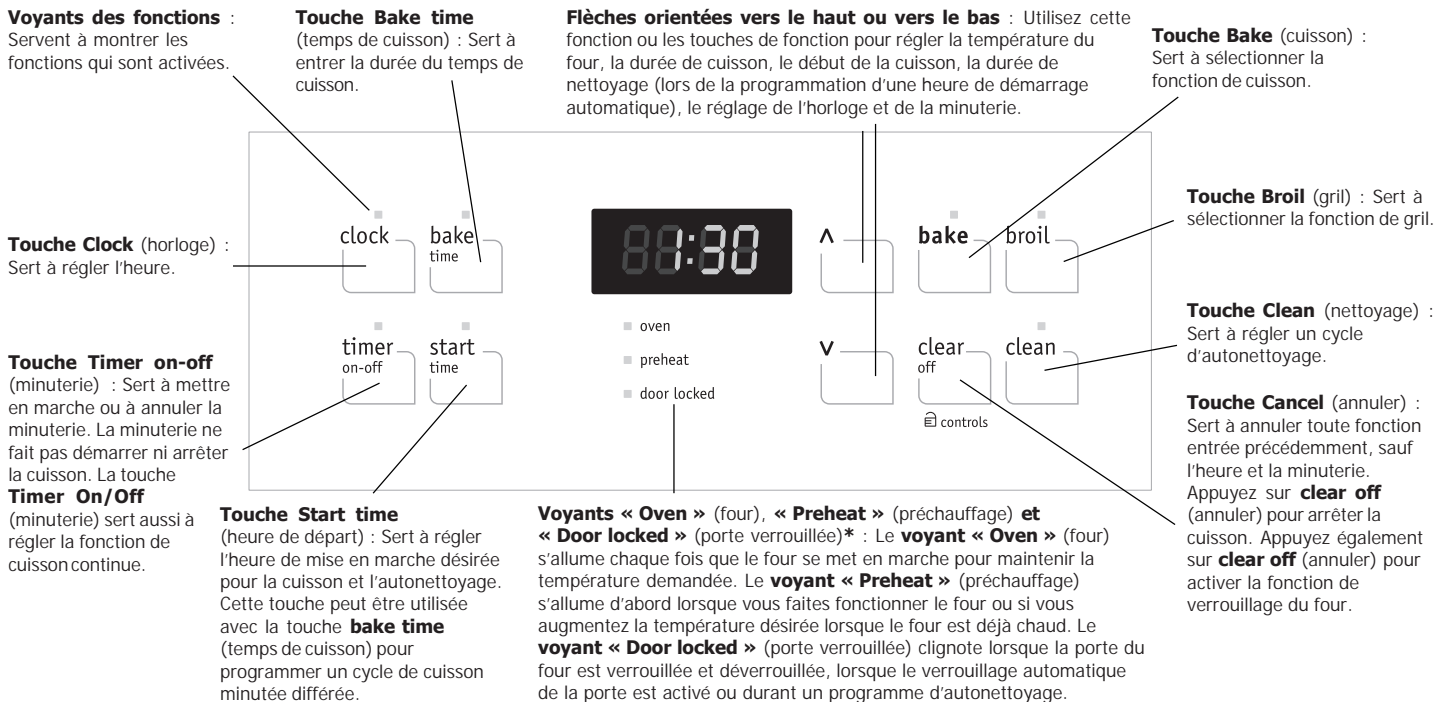 Voyants des fonctions :
Servent à montrer les
fonctions qui sont activées.
Touche Bake time
(temps de cuisson) : Sert à
entrer la durée du temps de
cuisson.
Flèches orientées vers le haut ou vers le bas : Utilisez cette
fonction ou les touches de fonction pour régler la température du
four, la durée de cuisson, le début de la cuisson, la durée de
nettoyage (lors de la programmation d'une heure de démarrage
automatique), le réglage de l'horloge et de la minuterie.
Touche Bake (cuisson) :
Sert à sélectionner la
fonction de cuisson.
Touche Clock (horloge) :
Sert à régler l'heure.
Touche Timer on-off
(minuterie) : Sert à mettre
en marche ou à annuler la
minuterie. La minuterie ne
fait pas démarrer ni arrêter
la cuisson. La touche
Timer On/Off
(minuterie) sert aussi à
régler la fonction de
cuisson continue.
clock
bake
time
1:30
^
bake
broil
timer
on-off
start
time
oven
preheat
door locked
v
clear
off
clean
controls
Touche Broil (gril) : Sert à
sélectionner la fonction de gril.
Touche Clean (nettoyage) :
Sert à régler un cycle
d'autonettoyage.
Touche Cancel (annuler) :
Sert à annuler toute fonction
entrée précédemment, sauf
l'heure et la minuterie.
Appuyez sur clear off
(annuler) pour arrêter la
cuisson. Appuyez également
sur clear off (annuler) pour
activer la fonction de
verrouillage du four.
Touche Start time
(heure de départ) : Sert à régler
l'heure de mise en marche désirée
pour la cuisson et l'autonettoyage.
Cette touche peut être utilisée
avec la touche bake time
(temps de cuisson) pour
programmer un cycle de cuisson
minutée différée.
Voyants « Oven » (four), « Preheat » (préchauffage) et
« Door locked » (porte verrouillée)* : Le voyant « Oven » (four)
s'allume chaque fois que le four se met en marche pour maintenir la
température demandée. Le voyant « Preheat » (préchauffage)
s'allume d'abord lorsque vous faites fonctionner le four ou si vous
augmentez la température désirée lorsque le four est déjà chaud. Le
voyant « Door locked » (porte verrouillée) clignote lorsque la porte du
four est verrouillée et déverrouillée, lorsque le verrouillage automatique
de la porte est activé ou durant un programme d'autonettoyage.